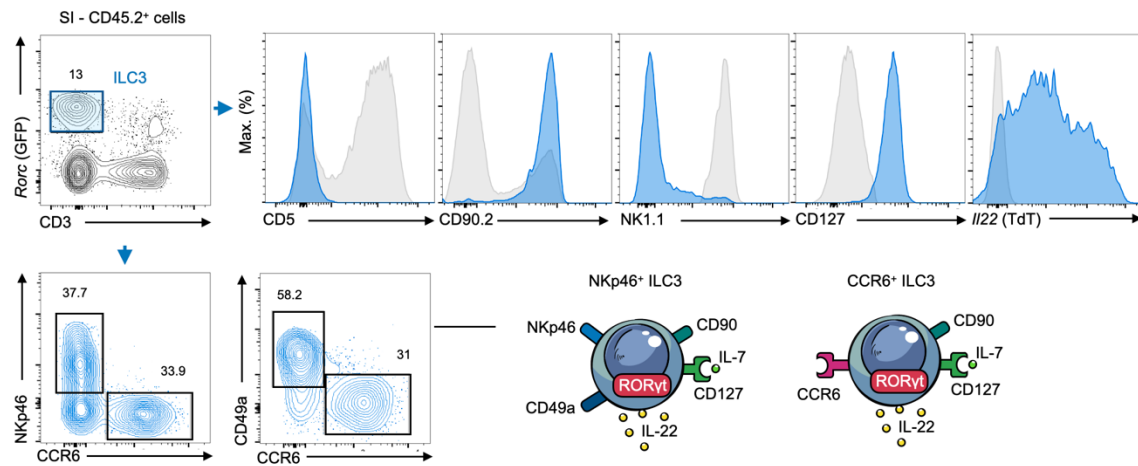 SI - CD45.2⁺ cells
13
ILC3
Rorc (GFP)
CD3
Max. (%)
CD5
CD90.2
NK1.1
CD127
Il22 (TdT)
37.7
33.9
NKp46
CCR6
58.2
31
CD49a
CCR6
NKp46⁺ ILC3
NKp46
CD90
IL-7
CD127
CD49a
RORγt
IL-22
CCR6⁺ ILC3
CD90
IL-7
CD127
CCR6
RORγt
IL-22